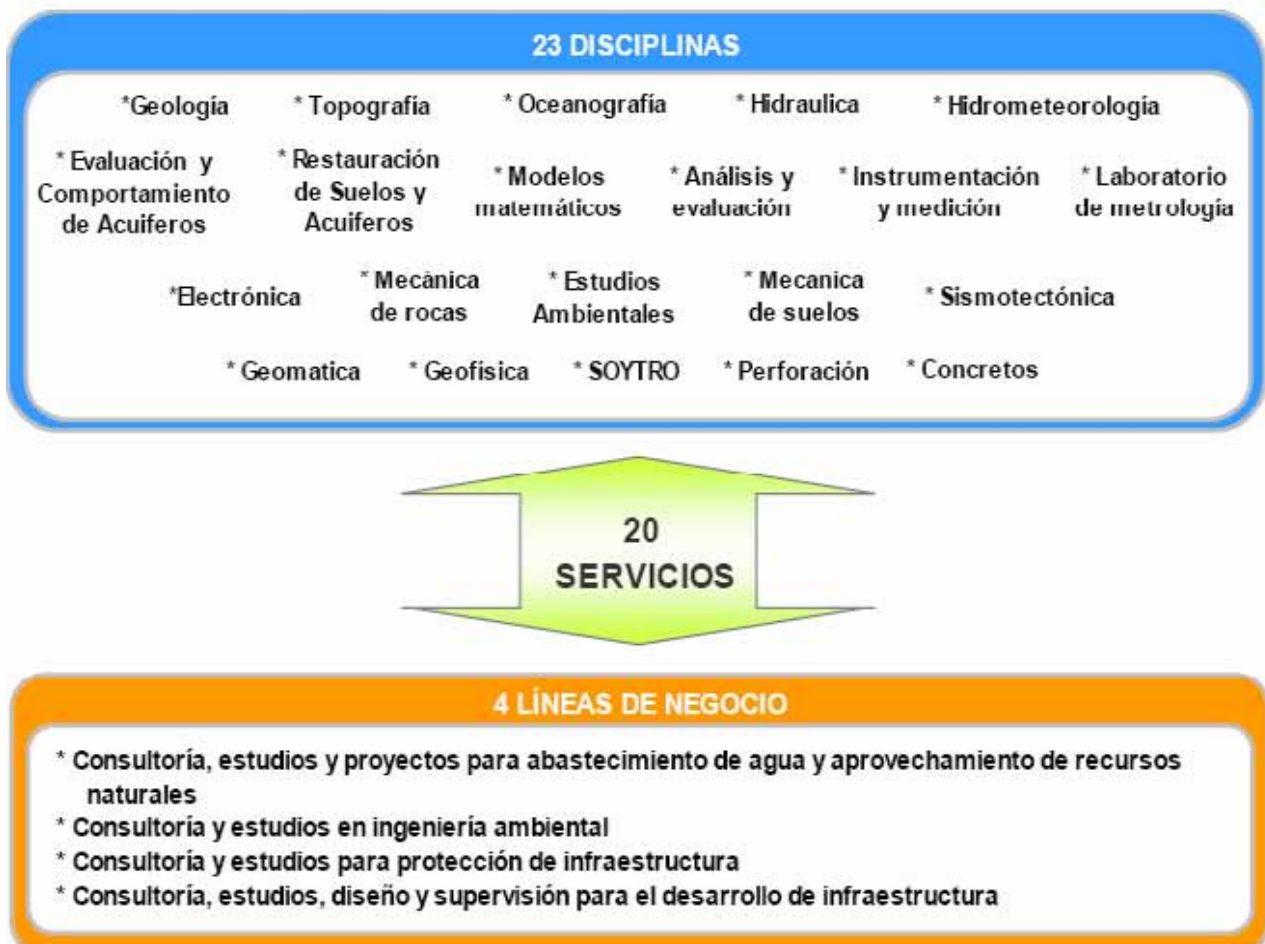 23 DISCIPLINAS
*Geología * Topografía * Oceanografía * Hidraulica * Hidrometeorología
* Evaluación y Comportamiento de Acuiferos * Restauración de Suelos y Acuiferos * Modelos matemáticos * Análisis y evaluación * Instrumentación y medición * Laboratorio de metrología
*Electrónica * Mecánica de rocas * Estudios Ambientales * Mecanica de suelos * Sismotectónica
* Geomatica * Geofisica * SOYTRO * Perforación * Concretos
20
SERVICIOS
4 LÍNEAS DE NEGOCIO
* Consultoría, estudios y proyectos para abastecimiento de agua y aprovechamiento de recursos
naturales
* Consultoría y estudios en ingeniería ambiental
* Consultoría y estudios para protección de infraestructura
* Consultoría, estudios, diseño y supervisión para el desarrollo de infraestructura